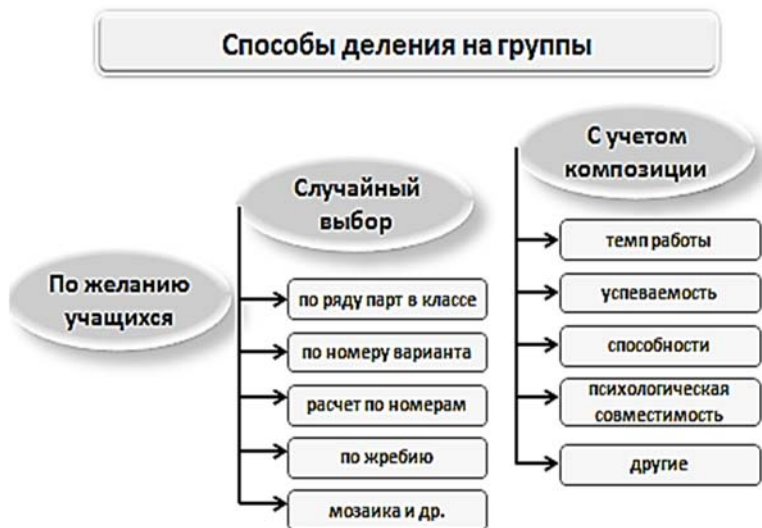 Способы деления на группы
По желанию
учащихся
Случайный
выбор
по ряду парт в классе
по номеру варианта
расчет по номерам
по жребию
мозаика и др.
С учетом
композиции
темп работы
успеваемость
способности
психологическая
совместимость
другие